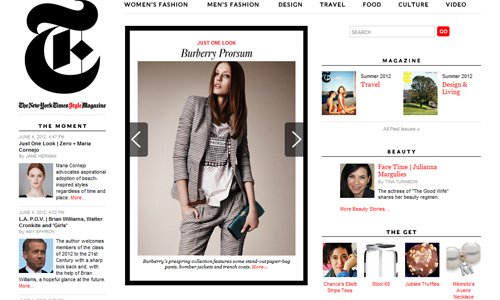 WOMEN'S FASHION MEN'S FASHION DESIGN TRAVEL FOOD CULTURE VIDEO
T
The New York Times Style Magazine
THE MOMENT
JUNE 4, 2012, 4:47 PM
Just One Look | Zero + Maria
Cornejo
By JANE HERMAN
Maria Cornejo
advocates aspirational
adoption of beach-
inspired styles
regardless of time and
place. More...
JUNE 4, 2012, 4:22 PM
L.A. P.O.V. | Brian Williams, Walter
Cronkite and 'Girls'
By AMY EPHRON
The author welcomes
members of the class
of 2012 to the 21st
Century with a sharp
look back and, with
the help of Brian
Williams, a hopeful glance at the future.
More...
JUST ONE LOOK
Burberry Prorsum
Burberry's prespring collection features some stand-out paper-bag
pants, bomber jackets and trench coats. More...
SEARCH GO
MAGAZINE
Summer 2012
Travel
Summer 2012
Design &
Living
All Past Issues »
BEAUTY
Face Time | Julianna
Margulies
By TINA TURNBOW
The actress of "The Good Wife"
shares her beauty regimen.
More Beauty Stories ...
THE GET
Chance's Elliott
Stripe Tees
Stool 60
Jubilee Truffles
Mikimoto's
Avenir
Necklace